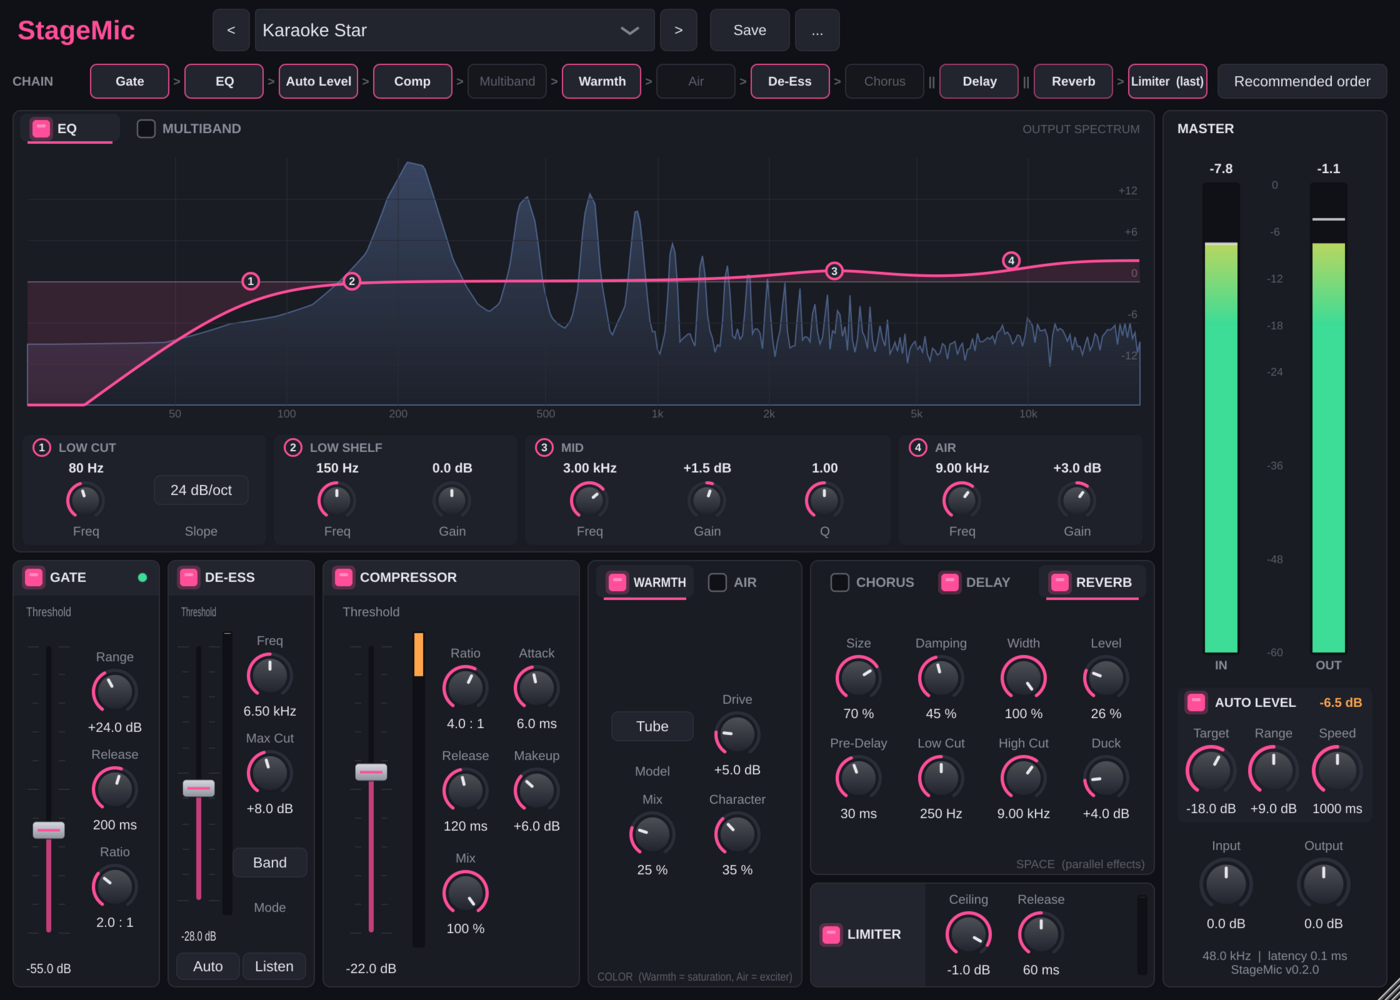 StageMic
< Karaoke Star > Save ...
CHAIN Gate > EQ > Auto Level > Comp > Multiband > Warmth > Air > De-Ess > Chorus || Delay || Reverb > Limiter (last) Recommended order
EQ MULTIBAND OUTPUT SPECTRUM
+12
+6
0
-6
-12
1 2 3 4
50 100 200 500 1k 2k 5k 10k
1 LOW CUT
80 Hz
24 dB/oct
Freq Slope
2 LOW SHELF
150 Hz 0.0 dB
Freq Gain
3 MID
3.00 kHz +1.5 dB 1.00
Freq Gain Q
4 AIR
9.00 kHz +3.0 dB
Freq Gain
MASTER
-7.8 -1.1
0
-6
-12
-18
-24
-36
-48
-60
IN OUT
AUTO LEVEL -6.5 dB
Target Range Speed
-18.0 dB +9.0 dB 1000 ms
Input Output
0.0 dB 0.0 dB
48.0 kHz | latency 0.1 ms
StageMic v0.2.0
GATE
Threshold
Range
+24.0 dB
Release
200 ms
Ratio
2.0 : 1
-55.0 dB
DE-ESS
Threshold
Freq
6.50 kHz
Max Cut
+8.0 dB
Band
Mode
-28.0 dB
Auto Listen
COMPRESSOR
Threshold
Ratio Attack
4.0 : 1 6.0 ms
Release Makeup
120 ms +6.0 dB
Mix
100 %
-22.0 dB
WARMTH AIR
Drive
Tube
Model +5.0 dB
Mix Character
25 % 35 %
COLOR (Warmth = saturation, Air = exciter)
CHORUS DELAY REVERB
Size Damping Width Level
70 % 45 % 100 % 26 %
Pre-Delay Low Cut High Cut Duck
30 ms 250 Hz 9.00 kHz +4.0 dB
SPACE (parallel effects)
LIMITER
Ceiling Release
-1.0 dB 60 ms